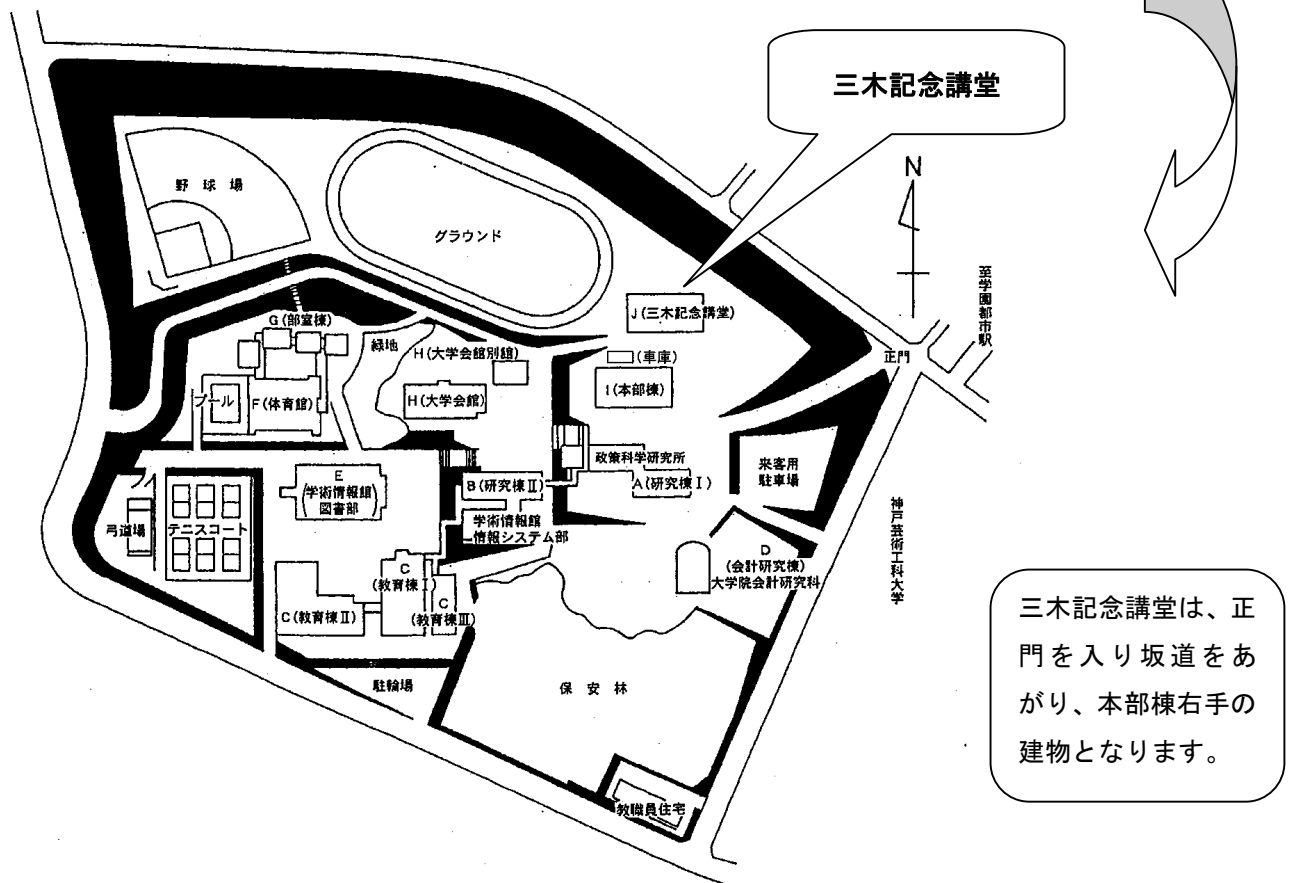 三木記念講堂
N
野球場
グラウンド
至学園都市駅
J(三木記念講堂)
G(部室棟)
緑地
H(大学会館別館)
(車庫)
正門
I(本部棟)
プール
F(体育館)
H(大学会館)
政策科学研究所
A(研究棟Ⅰ)
来客用
駐車場
E
(学術情報館
図書部)
B(研究棟Ⅱ)
学術情報館
情報システム部
弓道場
テニスコート
神戸芸術工科大学
D
(会計研究棟)
大学院会計研究科
C
(教育棟Ⅰ)
C(教育棟Ⅱ)
C
(教育棟Ⅲ)
駐輪場
保安林
教職員住宅
三木記念講堂は、正
門を入り坂道をあ
がり、本部棟右手の
建物となります。